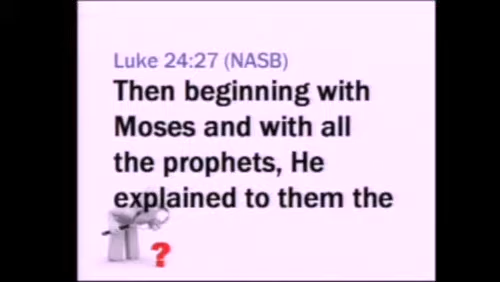 Luke 24:27 (NASB)
Then beginning with
Moses and with all
the prophets, He
explained to them the
?